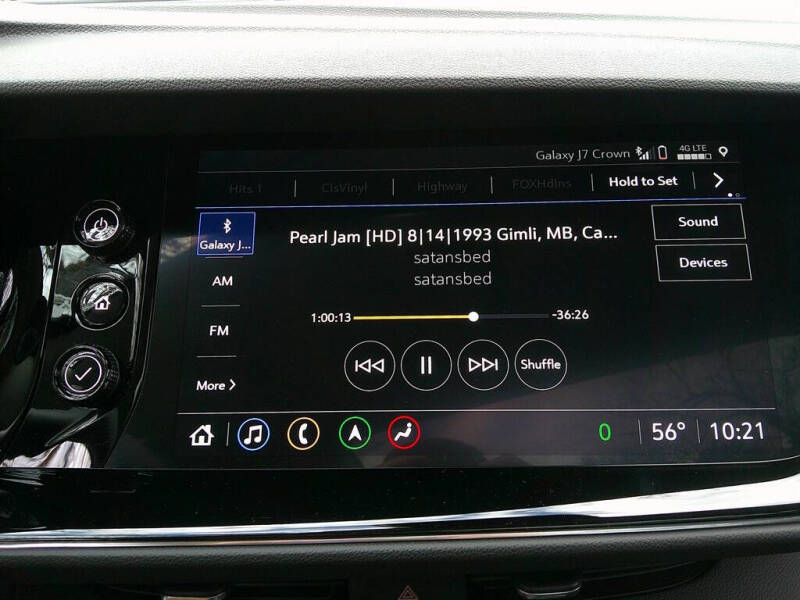 Galaxy J7 Crown 4G LTE
Hits 1 CisVinyl Highway FOXHdlns Hold to Set
Galaxy J...
AM
FM
More
Pearl Jam [HD] 8|14|1993 Gimli, MB, Ca...
satansbed
satansbed
1:00:13 -36:26
Shuffle
Sound
Devices
0 56° 10:21